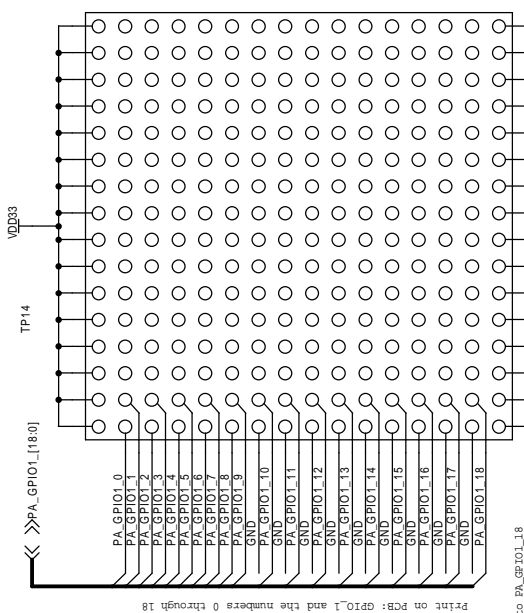 VDD33
TP14
PA_GPIO1_[18:0]
PA_GPIO1_0
PA_GPIO1_1
PA_GPIO1_2
PA_GPIO1_3
PA_GPIO1_4
PA_GPIO1_5
PA_GPIO1_6
PA_GPIO1_7
PA_GPIO1_8
PA_GPIO1_9
GND
PA_GPIO1_10
GND
PA_GPIO1_11
GND
PA_GPIO1_12
GND
PA_GPIO1_13
GND
PA_GPIO1_14
GND
PA_GPIO1_15
GND
PA_GPIO1_16
GND
PA_GPIO1_17
GND
PA_GPIO1_18
Print on PCB: GPIO_1 and the numbers 0 through 18
PA_GPIO1_18